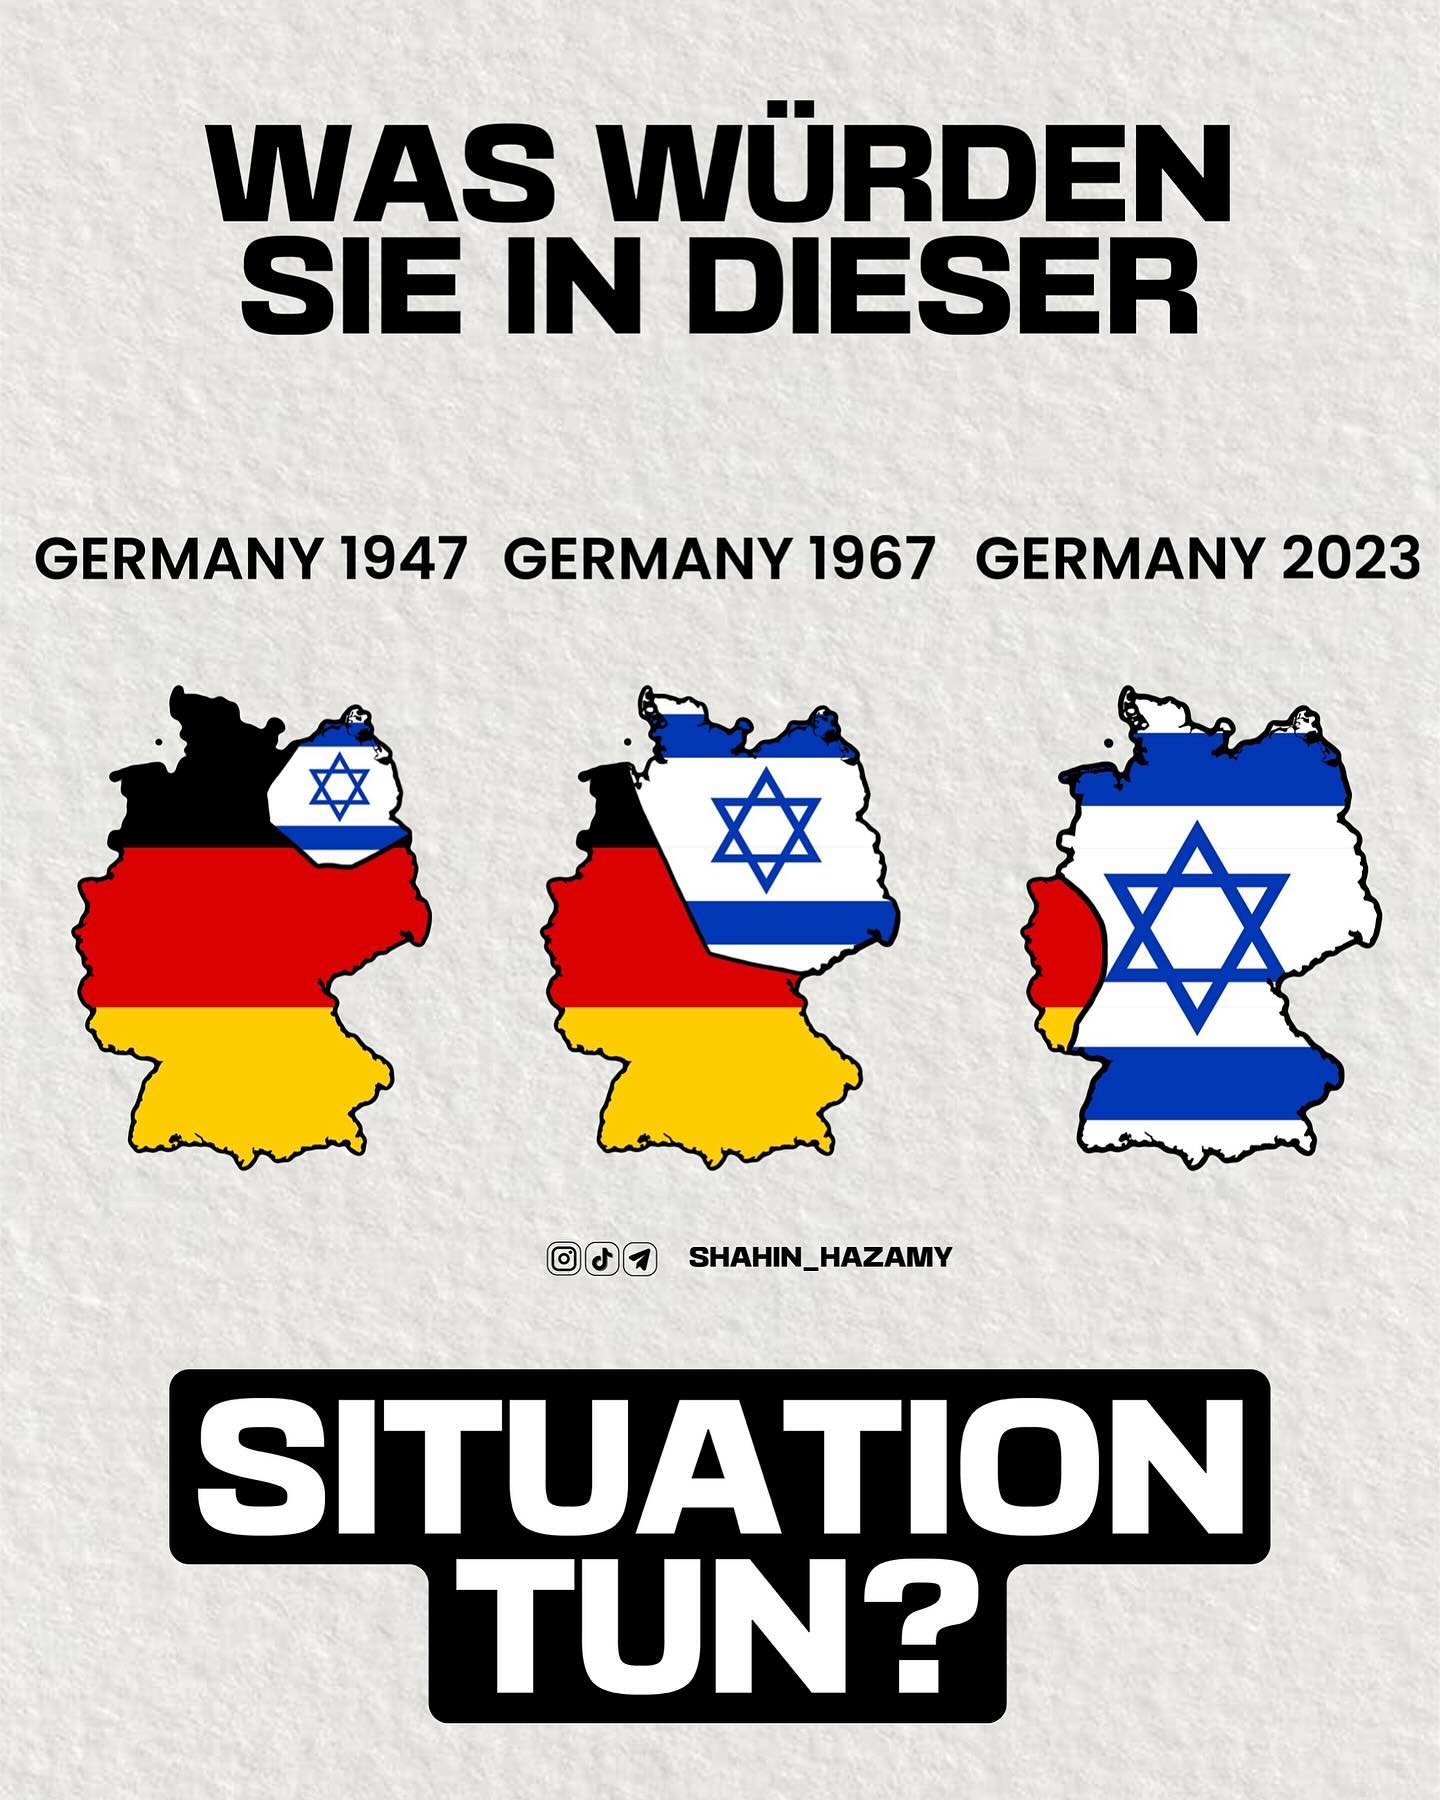 WAS WÜRDEN
SIE IN DIESER
GERMANY 1947 GERMANY 1967 GERMANY 2023
SHAHIN_HAZAMY
SITUATION
TUN?